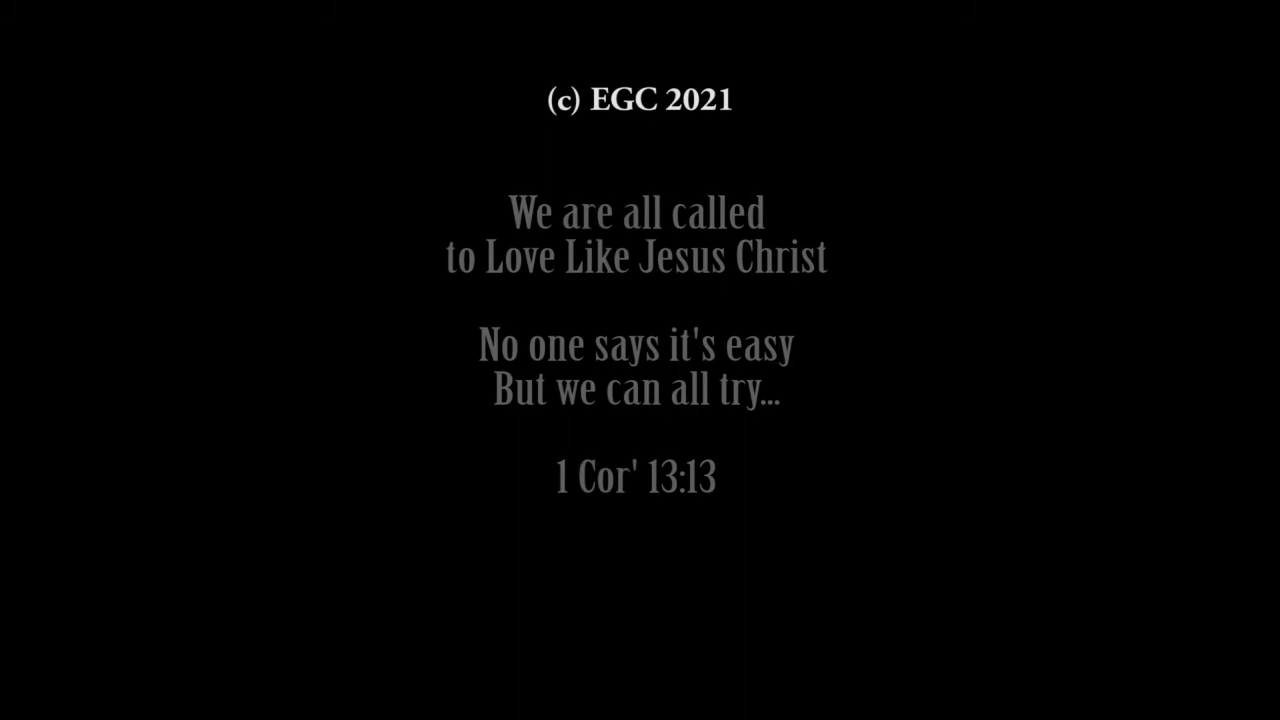 (c) EGC 2021
We are all called
to Love Like Jesus Christ
No one says it's easy
But we can all try...
1 Cor' 13:13